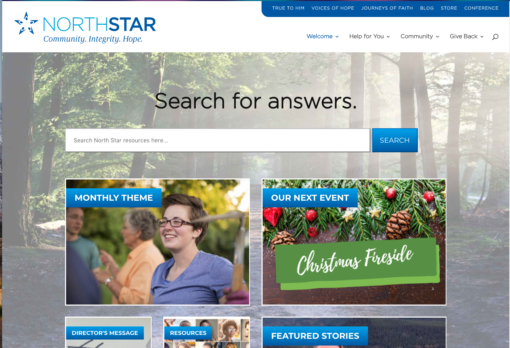 TRUE TO HIM VOICES OF HOPE JOURNEYS OF FAITH BLOG STORE CONFERENCE
NORTHSTAR
Community. Integrity. Hope.
Welcome Help for You Community Give Back
Search for answers.
Search North Star resources here...
SEARCH
MONTHLY THEME
OUR NEXT EVENT
Christmas Fireside
DIRECTOR'S MESSAGE
RESOURCES
FEATURED STORIES